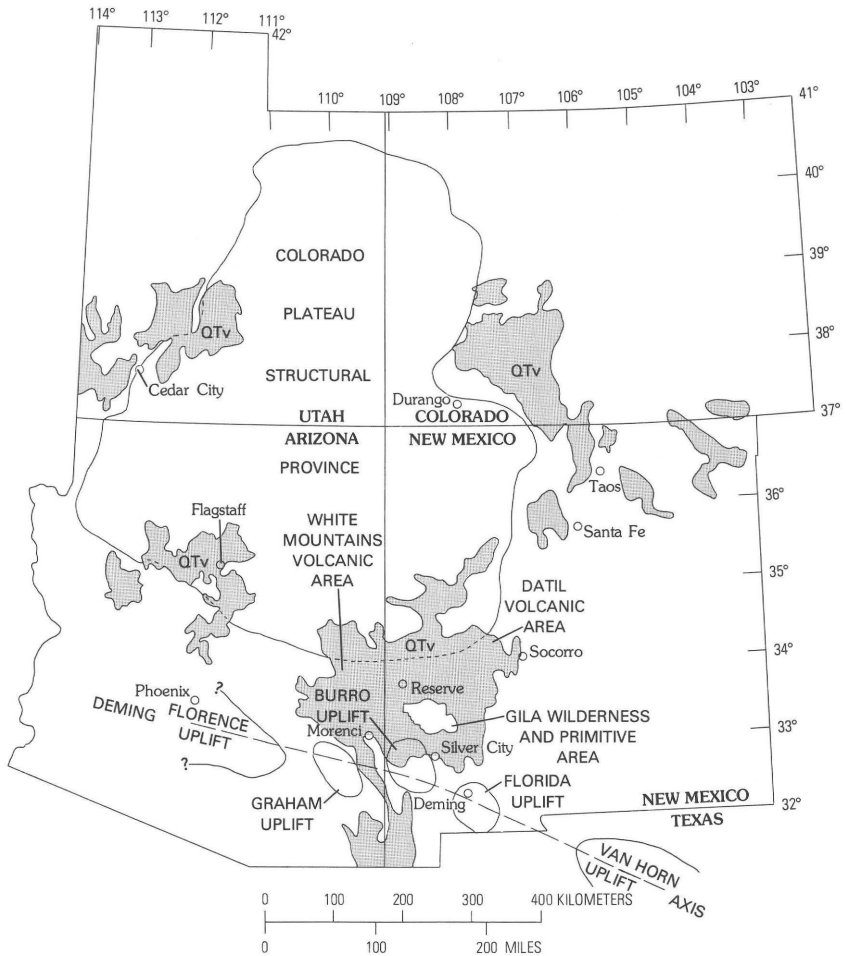 114°
113°
112°
111°
42°
110°
109°
108°
107°
106°
105°
104°
103°
41°
40°
39°
38°
37°
36°
35°
34°
33°
32°
COLORADO
PLATEAU
STRUCTURAL
PROVINCE
QTv
QTv
Cedar City
Durango
UTAH
COLORADO
ARIZONA
NEW MEXICO
Taos
Santa Fe
Flagstaff
QTv
WHITE
MOUNTAINS
VOLCANIC
AREA
DATIL
VOLCANIC
AREA
QTv
Socorro
Reserve
Phoenix
?
DEMING
FLORENCE
UPLIFT
?
BURRO
UPLIFT
Morenci
GILA WILDERNESS
AND PRIMITIVE
AREA
Silver City
GRAHAM
UPLIFT
Deming
FLORIDA
UPLIFT
NEW MEXICO
TEXAS
VAN HORN
UPLIFT
AXIS
0 100 200 300 400 KILOMETERS
0 100 200 MILES